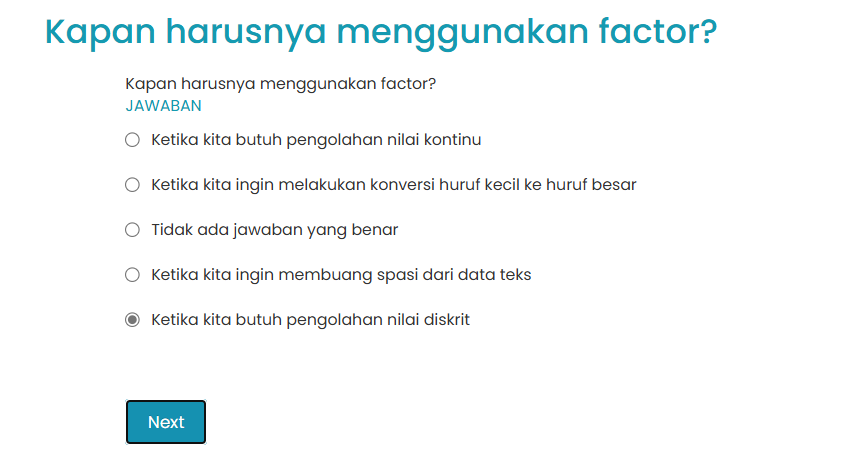 Kapan harusnya menggunakan factor?
Kapan harusnya menggunakan factor?
JAWABAN
Ketika kita butuh pengolahan nilai kontinu
Ketika kita ingin melakukan konversi huruf kecil ke huruf besar
Tidak ada jawaban yang benar
Ketika kita ingin membuang spasi dari data teks
Ketika kita butuh pengolahan nilai diskrit
Next